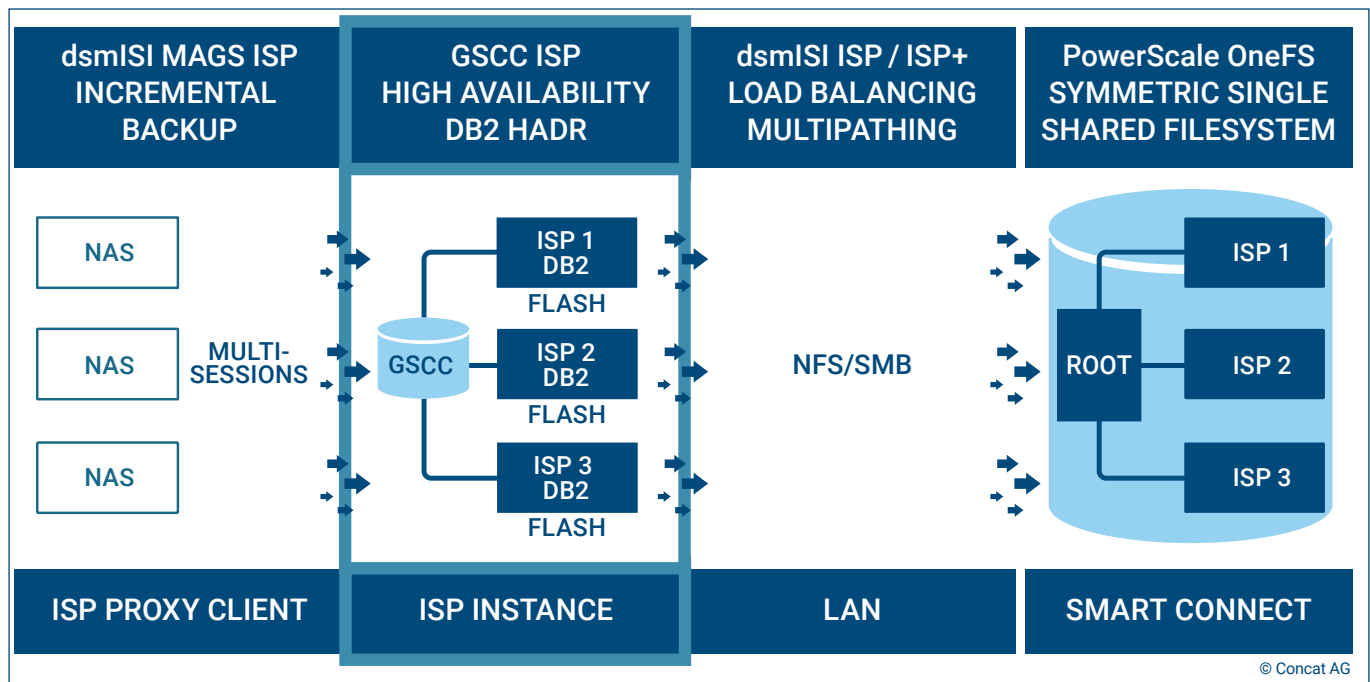 dsmISI MAGS ISP
INCREMENTAL
BACKUP
GSCC ISP
HIGH AVAILABILITY
DB2 HADR
dsmISI ISP / ISP+
LOAD BALANCING
MULTIPATHING
PowerScale OneFS
SYMMETRIC SINGLE
SHARED FILESYSTEM
NAS
NAS
NAS
MULTI-
SESSIONS
GSCC
ISP 1
DB2
FLASH
ISP 2
DB2
FLASH
ISP 3
DB2
FLASH
NFS/SMB
ROOT
ISP 1
ISP 2
ISP 3
ISP PROXY CLIENT
ISP INSTANCE
LAN
SMART CONNECT
© Concat AG